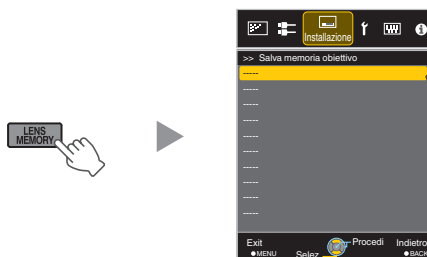 LENS
MEMORY
Installazione
>> Salva memoria obiettivo
-----
-----
-----
-----
-----
-----
-----
-----
-----
-----
Exit
MENU
Selez
Procedi
Indietro
BACK